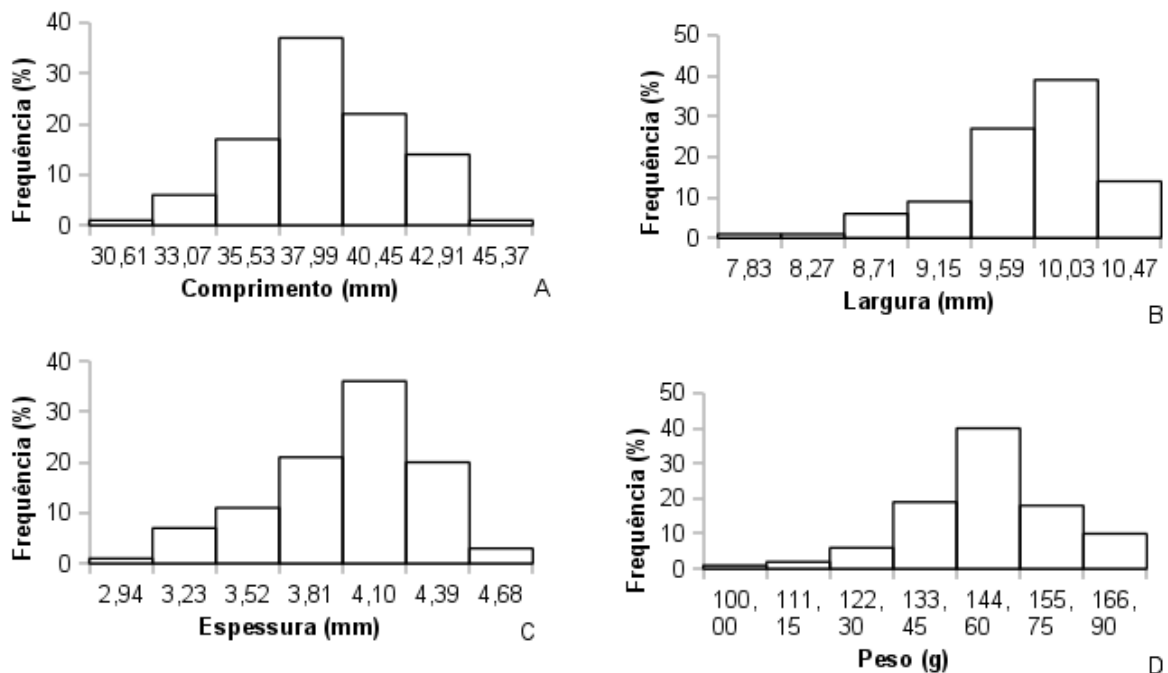 40
30
20
10
0
Frequência (%)
30,61 33,07 35,53 37,99 40,45 42,91 45,37
Comprimento (mm)
A
50
40
30
20
10
0
Frequência (%)
7,83 8,27 8,71 9,15 9,59 10,03 10,47
Largura (mm)
B
40
30
20
10
0
Frequência (%)
2,94 3,23 3,52 3,81 4,10 4,39 4,68
Espessura (mm)
C
50
40
30
20
10
0
Frequência (%)
100, 111, 122, 133, 144, 155, 166,
00 15 30 45 60 75 90
Peso (g)
D